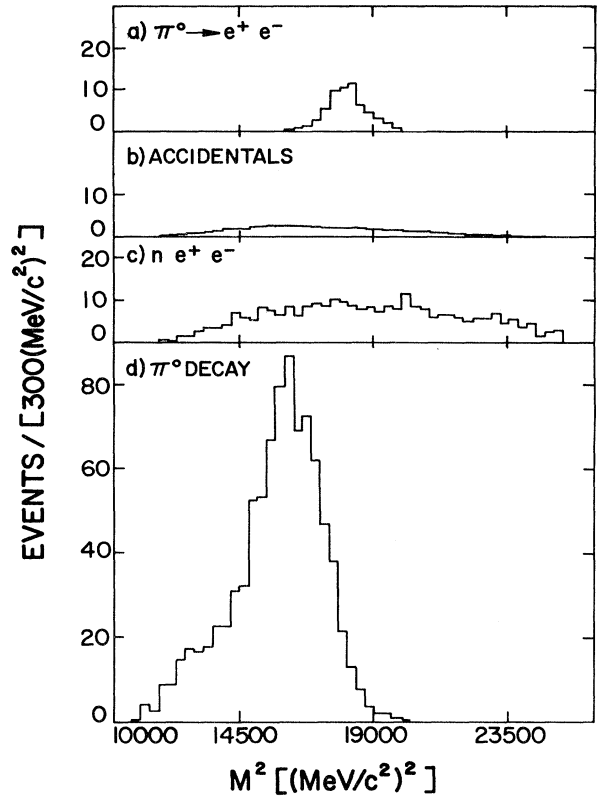 a) π° → e⁺ e⁻
20
10
0
b) ACCIDENTALS
10
0
c) n e⁺ e⁻
20
10
0
d) π° DECAY
80
60
40
20
0
10000 14500 19000 23500
M² [(MeV/c²)²]
EVENTS / [300(MeV/c²)²]